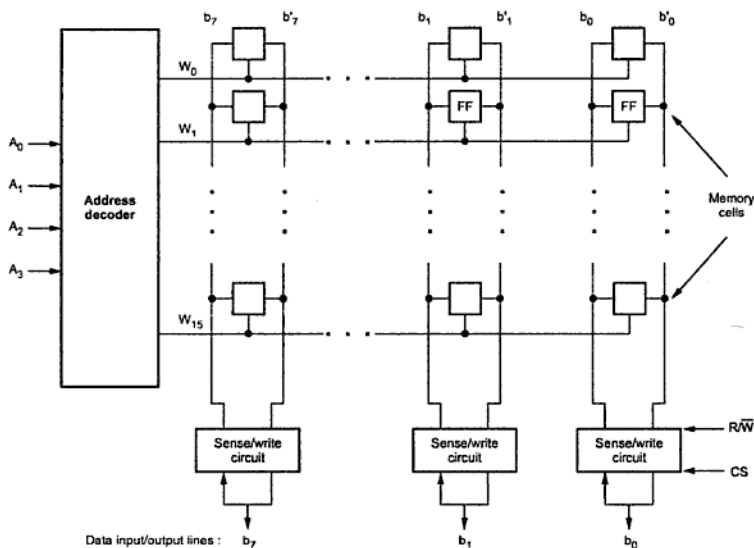 b7 b'7 b1 b'1 b0 b'0
W0
FF FF
W1
A0
A1
Address
decoder
A2
A3
Memory
cells
W15
Sense/write
circuit
Sense/write
circuit
Sense/write
circuit
R/W̅
CS
Data input/output lines : b7 b1 b0